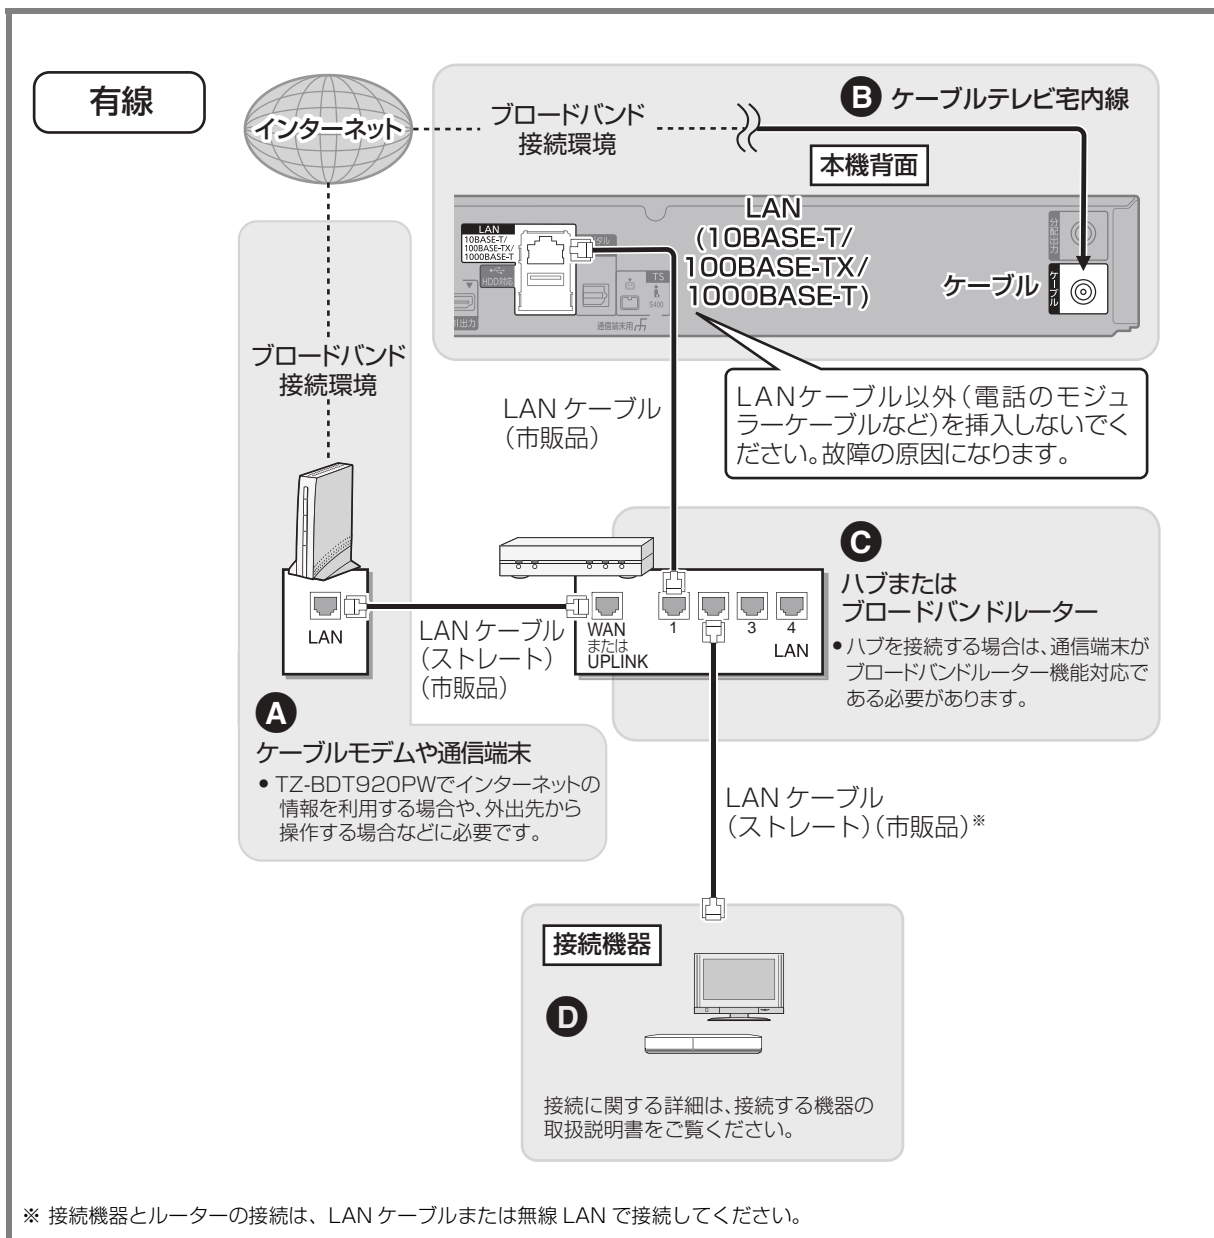 有線
インターネット
ブロードバンド
接続環境
B ケーブルテレビ宅内線
本機背面
LAN
10BASE-T/
100BASE-TX/
1000BASE-T
HDD対応
TS
S400
通信端末用
LAN
(10BASE-T/
100BASE-TX/
1000BASE-T)
分配出力
ケーブル
ケーブル
ブロードバンド
接続環境
LAN ケーブル
(市販品)
LANケーブル以外(電話のモジュ
ラーケーブルなど)を挿入しないでく
ださい。故障の原因になります。
LAN
LAN ケーブル
(ストレート)
(市販品)
WAN
または
UPLINK
1
3
4
LAN
C
ハブまたは
ブロードバンドルーター
•ハブを接続する場合は、通信端末が
ブロードバンドルーター機能対応で
ある必要があります。
A
ケーブルモデムや通信端末
• TZ-BDT920PWでインターネットの
情報を利用する場合や、外出先から
操作する場合などに必要です。
LAN ケーブル
(ストレート)(市販品)※
接続機器
D
接続に関する詳細は、接続する機器の
取扱説明書をご覧ください。
※ 接続機器とルーターの接続は、LAN ケーブルまたは無線 LAN で接続してください。